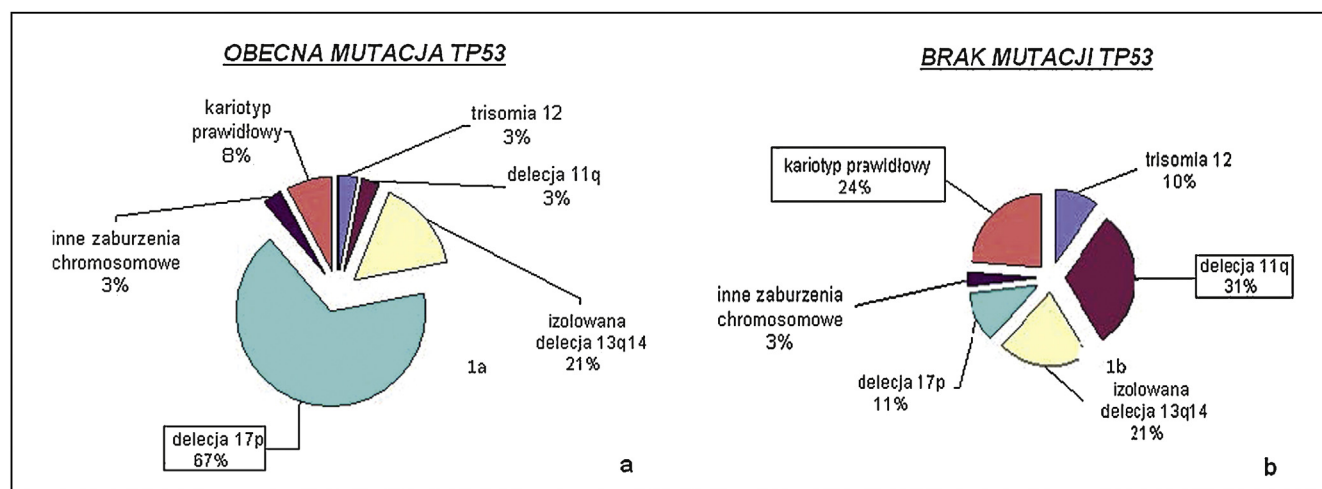 OBECNA MUTACJA TP53
kariotyp
prawidłowy
8%
trisomia 12
3%
delecja 11q
3%
inne zaburzenia
chromosomowe
3%
izolowana
delecja 13q14
21%
1a
delecja 17p
67%
a
BRAK MUTACJI TP53
kariotyp prawidłowy
24%
trisomia 12
10%
delecja 11q
31%
inne zaburzenia
chromosomowe
3%
delecja 17p
11%
1b
izolowana
delecja 13q14
21%
b